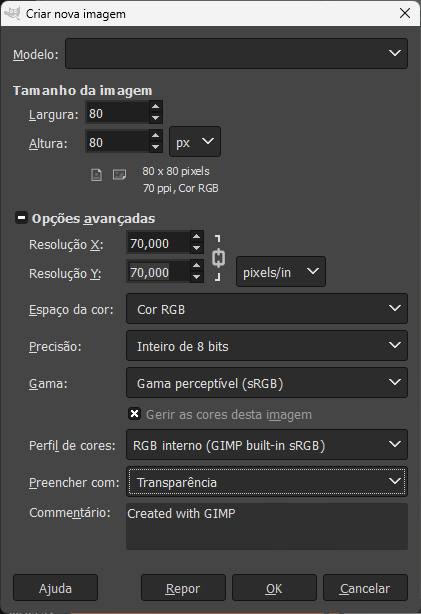 Criar nova imagem
Modelo:
Tamanho da imagem
Largura: 80
Altura: 80 px
80 x 80 pixels
70 ppi, Cor RGB
Opções avançadas
Resolução X: 70,000
Resolução Y: 70,000 pixels/in
Espaço da cor: Cor RGB
Precisão: Inteiro de 8 bits
Gama: Gama perceptível (sRGB)
Gerir as cores desta imagem
Perfil de cores: RGB interno (GIMP built-in sRGB)
Preencher com: Transparência
Commentário: Created with GIMP
Ajuda Repor OK Cancelar